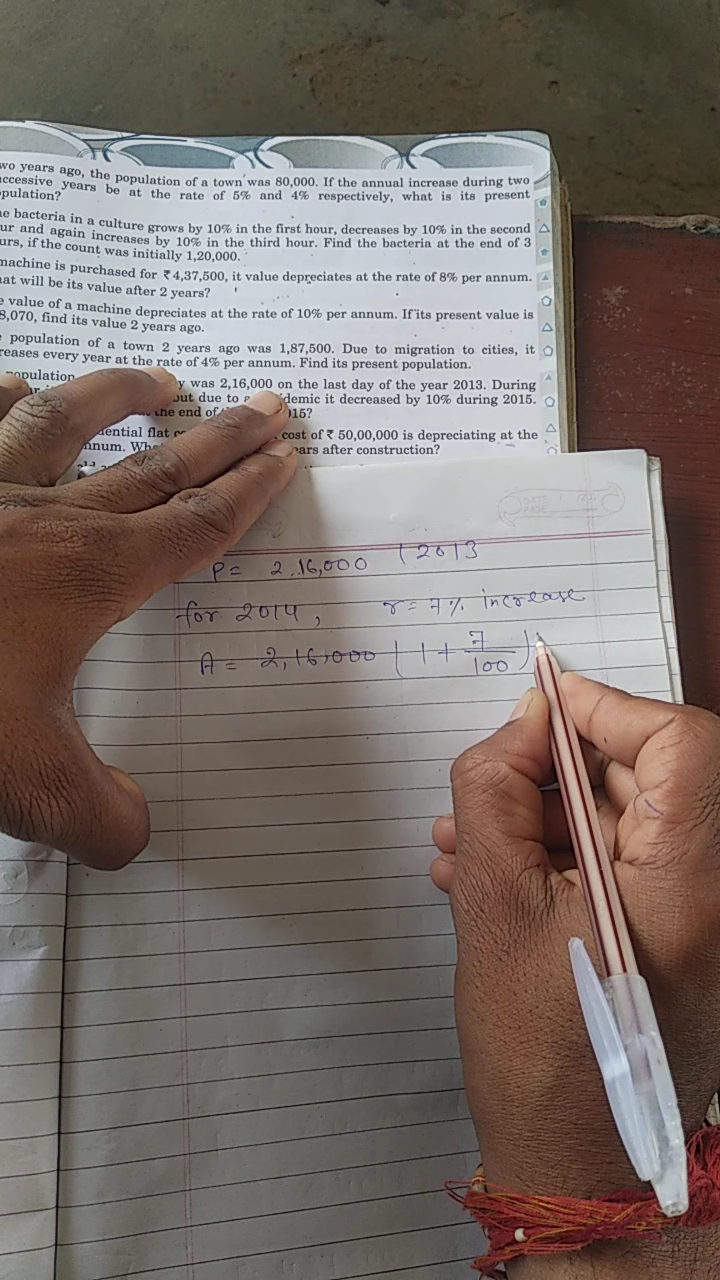 wo years ago, the population of a town was 80,000. If the annual increase during two
ccessive years be at the rate of 5% and 4% respectively, what is its present
pulation?
e bacteria in a culture grows by 10% in the first hour, decreases by 10% in the second
ur and again increases by 10% in the third hour. Find the bacteria at the end of 3
urs, if the count was initially 1,20,000.
machine is purchased for ₹ 4,37,500, it value depreciates at the rate of 8% per annum.
at will be its value after 2 years?
e value of a machine depreciates at the rate of 10% per annum. If its present value is
8,070, find its value 2 years ago.
population of a town 2 years ago was 1,87,500. Due to migration to cities, it
reases every year at the rate of 4% per annum. Find its present population.
population y was 2,16,000 on the last day of the year 2013. During
but due to demic it decreased by 10% during 2015.
the end of 15?
dential flat cost of ₹ 50,00,000 is depreciating at the
nnum. Wh ears after construction?
DATE
PAGE
P = 2,16,000 (2013
for 2014, r = 7% increase
A = 2,16,000 (1 + 7/100)